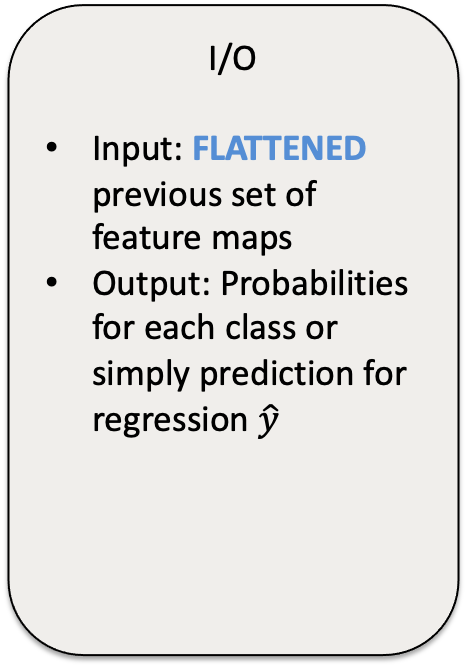 I/O
• Input: FLATTENED
previous set of
feature maps
• Output: Probabilities
for each class or
simply prediction for
regression ŷ